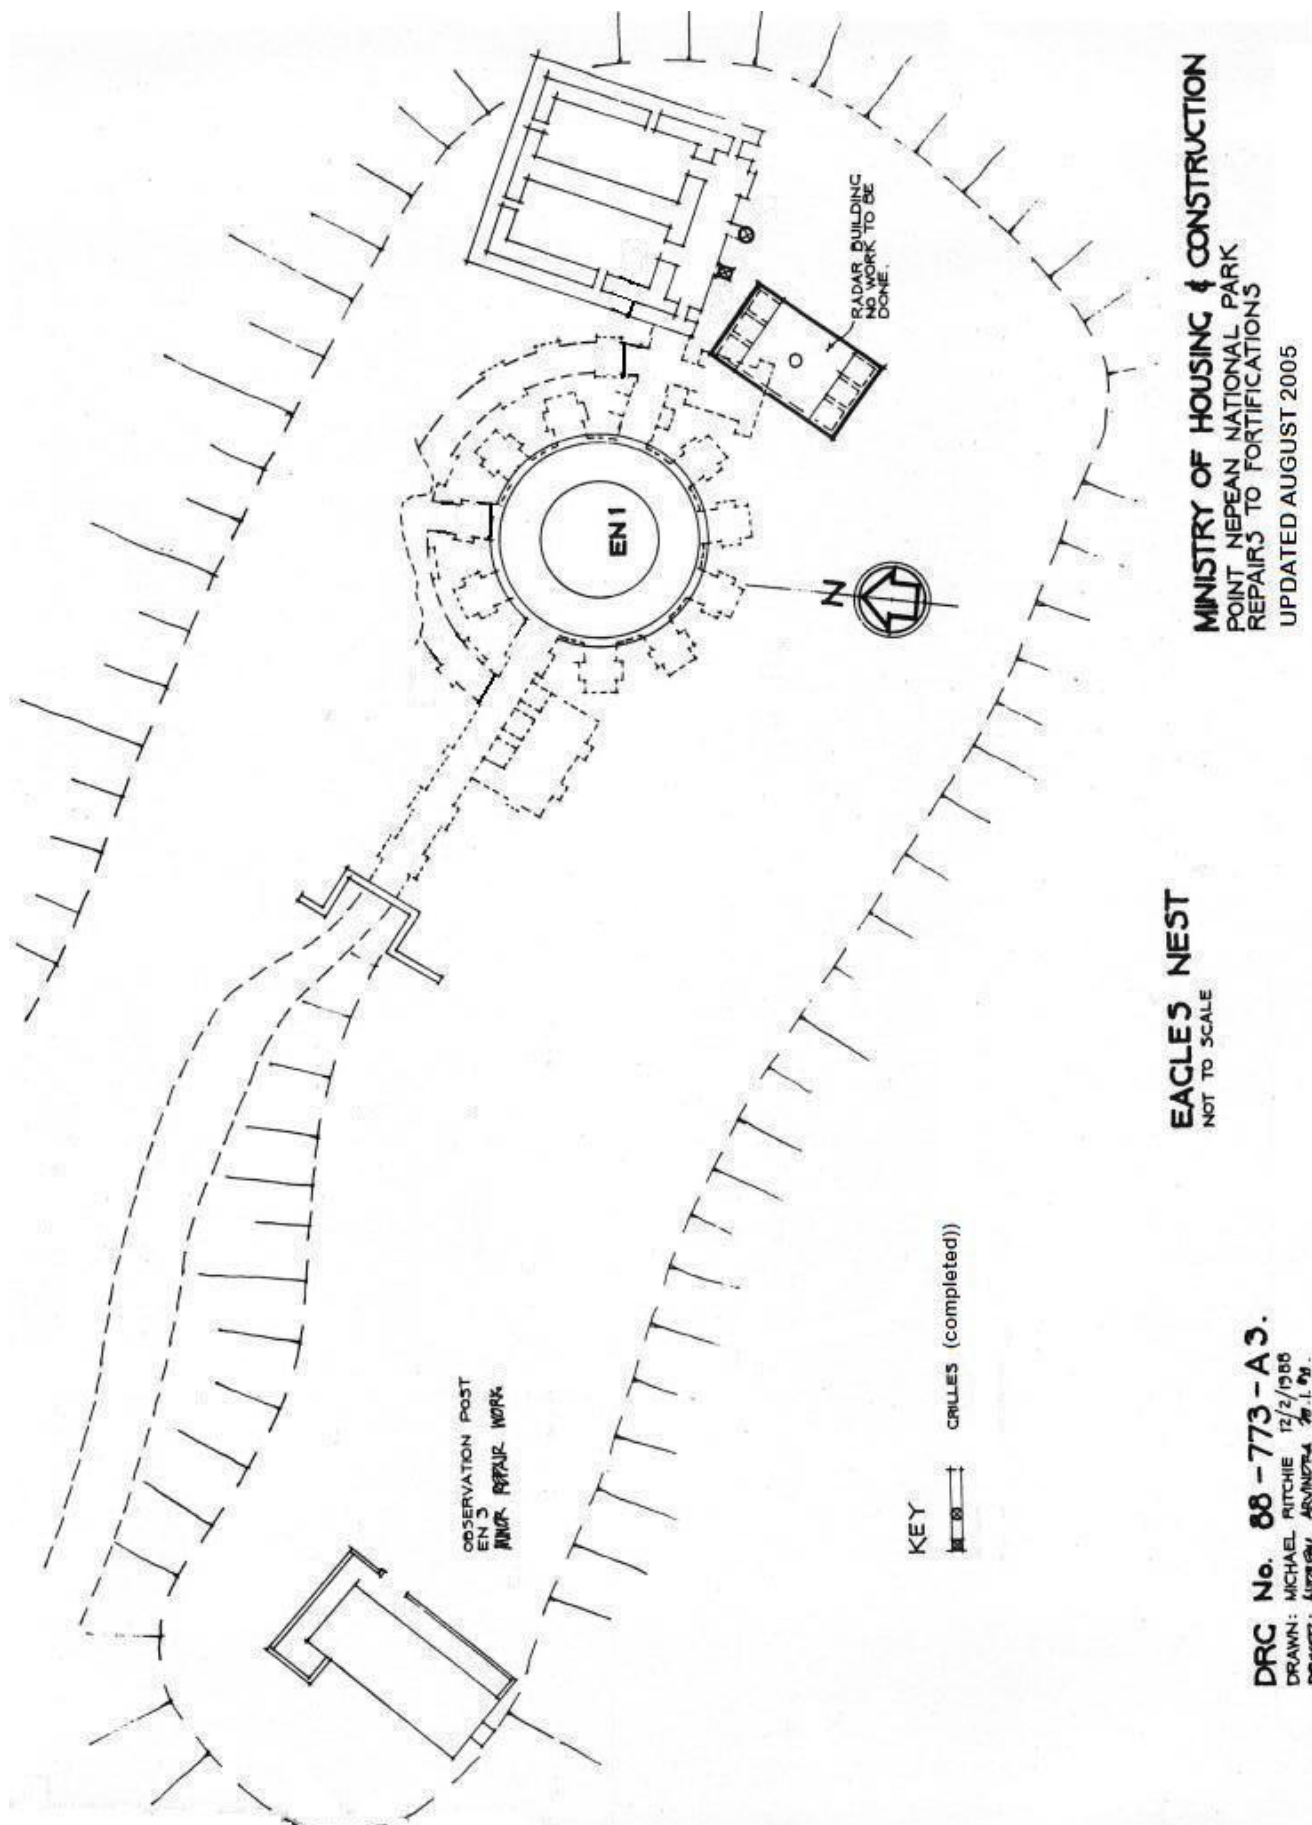 MINISTRY OF HOUSING & CONSTRUCTION
POINT NEPEAN NATIONAL PARK
REPAIRS TO FORTIFICATIONS
UPDATED AUGUST 2005
RADAR BUILDING
NO WORK TO BE
DONE.
EN 1
N
EAGLES NEST
NOT TO SCALE
OBSERVATION POST
EN 3
MINOR REPAIR WORK
KEY
GRILLES (completed))
DRC No. 88-773-A3.
DRAWN: MICHAEL RITCHIE 12/2/1988